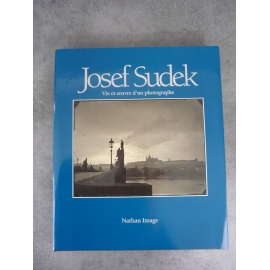 Josef Sudek
Vie et œuvre d'un photographe
Nathan Image